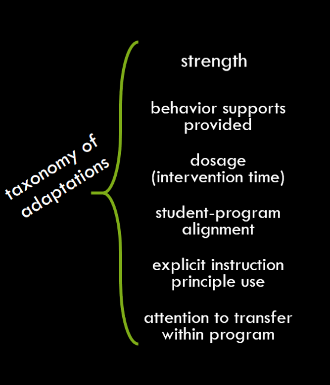 taxonomy of
adaptations
strength
behavior supports
provided
dosage
(intervention time)
student-program
alignment
explicit instruction
principle use
attention to transfer
within program